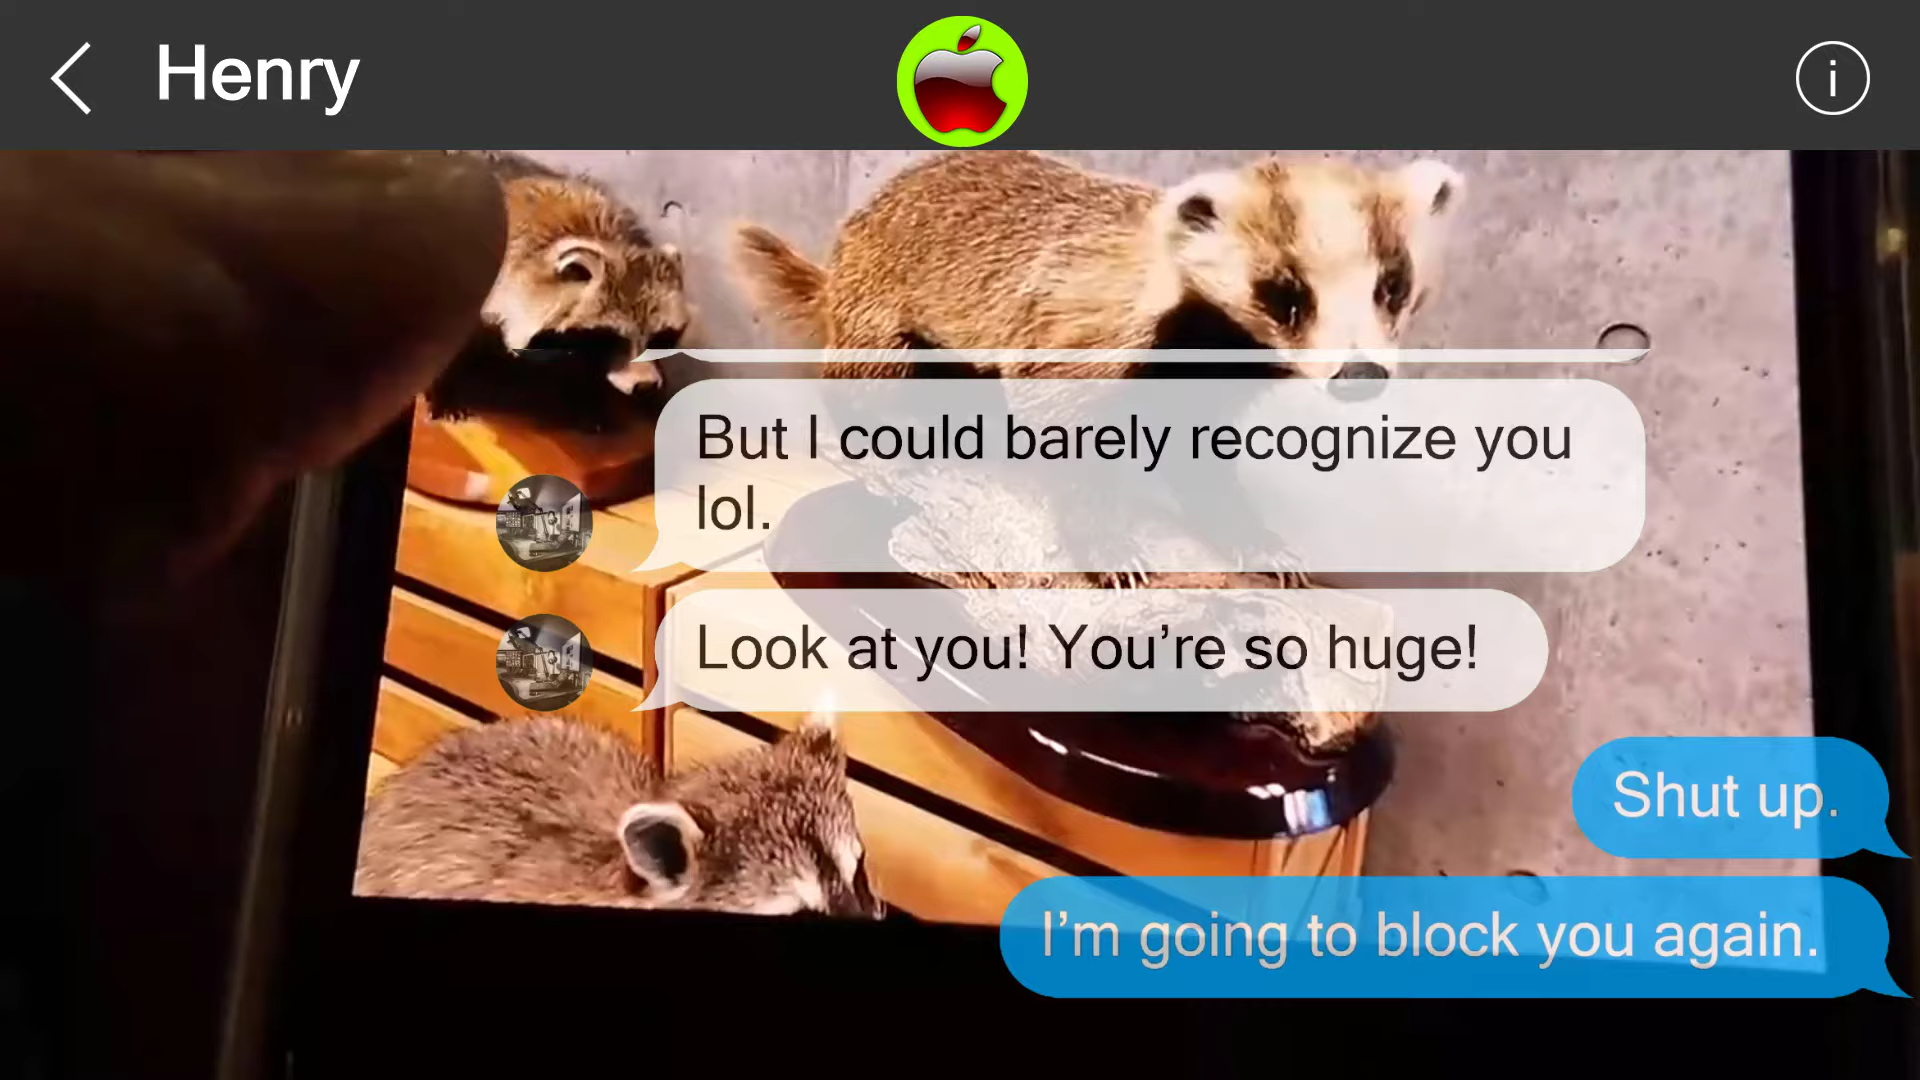 Henry
But I could barely recognize you
lol.
Look at you! You’re so huge!
Shut up.
I’m going to block you again.